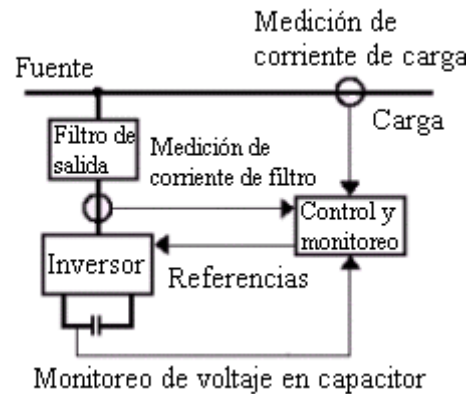 Medición de
corriente de carga
Fuente
Carga
Filtro de
salida
Medición de
corriente de filtro
Control y
monitoreo
Inversor
Referencias
Monitoreo de voltaje en capacitor